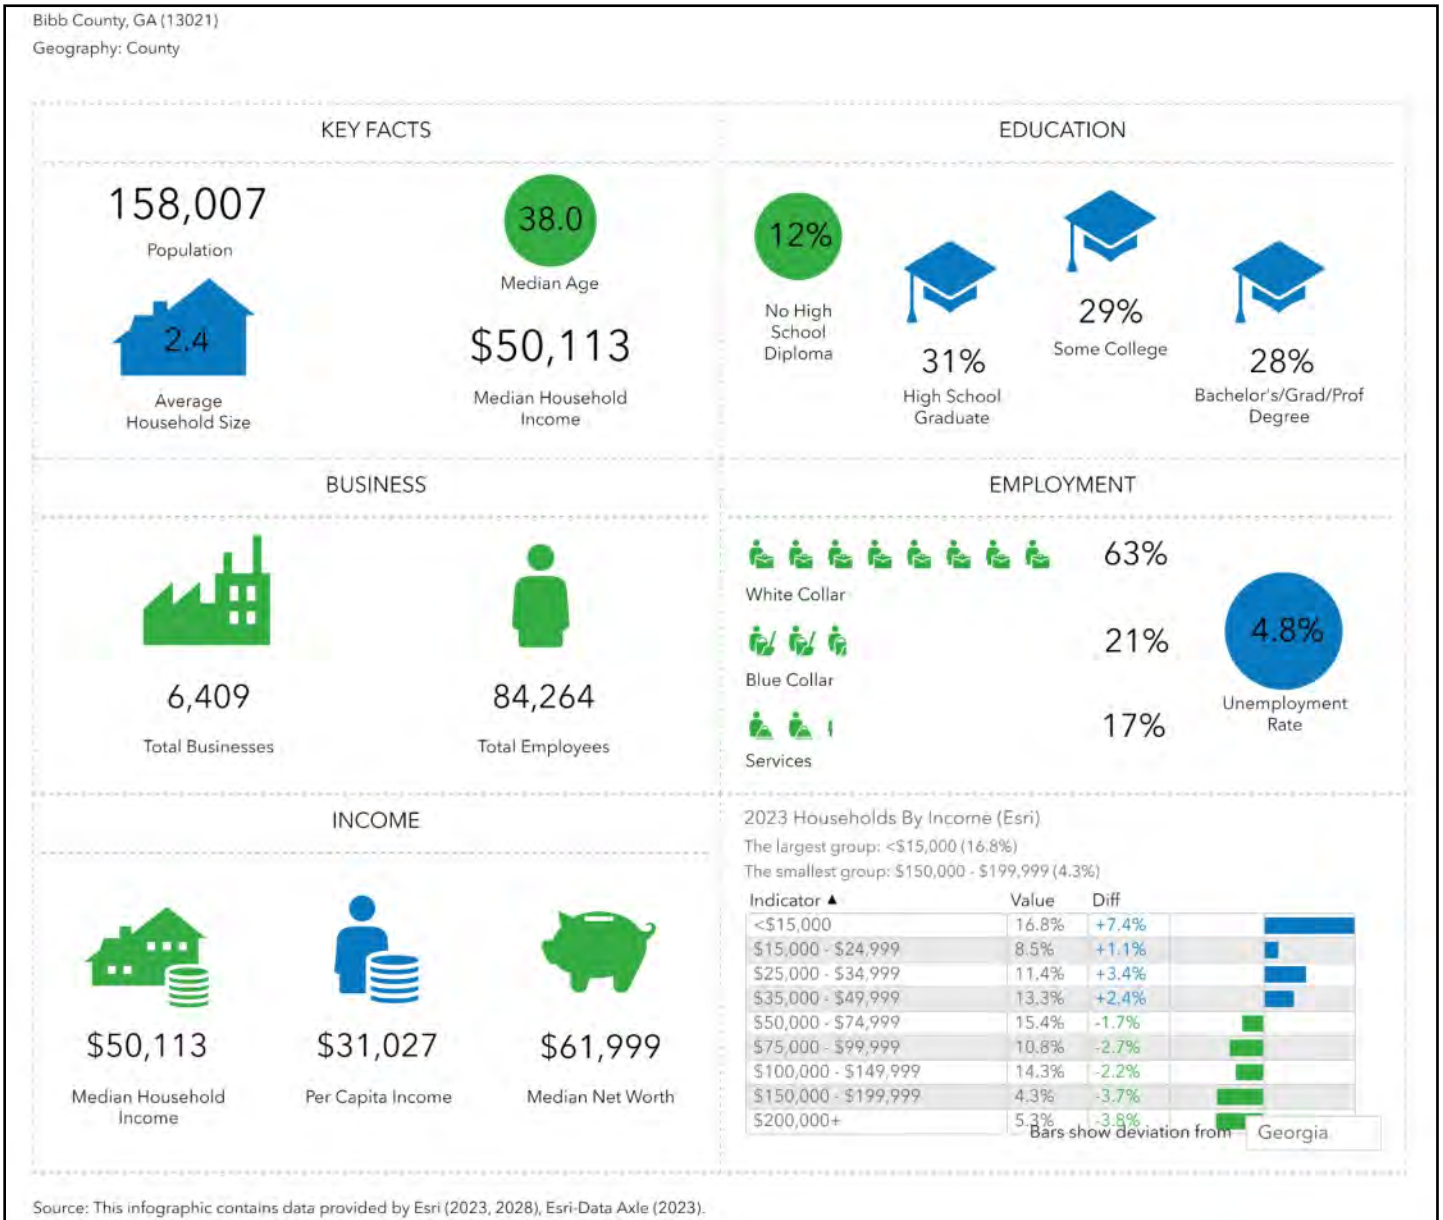 Bibb County, GA (13021)
Geography: County
KEY FACTS
158,007
Population
38.0
Median Age
2.4
Average
Household Size
$50,113
Median Household
Income
EDUCATION
12%
No High
School
Diploma
31%
High School
Graduate
29%
Some College
28%
Bachelor's/Grad/Prof
Degree
BUSINESS
6,409
Total Businesses
84,264
Total Employees
EMPLOYMENT
63%
White Collar
21%
Blue Collar
17%
Services
4.8%
Unemployment
Rate
INCOME
$50,113
Median Household
Income
$31,027
Per Capita Income
$61,999
Median Net Worth
2023 Households By Income (Esri)
The largest group: <$15,000 (16.8%)
The smallest group: $150,000 - $199,999 (4.3%)
Indicator ▲ Value Diff
<$15,000 16.8% +7.4%
$15,000 - $24,999 8.5% +1.1%
$25,000 - $34,999 11.4% +3.4%
$35,000 - $49,999 13.3% +2.4%
$50,000 - $74,999 15.4% -1.7%
$75,000 - $99,999 10.8% -2.7%
$100,000 - $149,999 14.3% -2.2%
$150,000 - $199,999 4.3% -3.7%
$200,000+ 5.3% -3.8%
Bars show deviation from Georgia
Source: This infographic contains data provided by Esri (2023, 2028), Esri-Data Axle (2023).